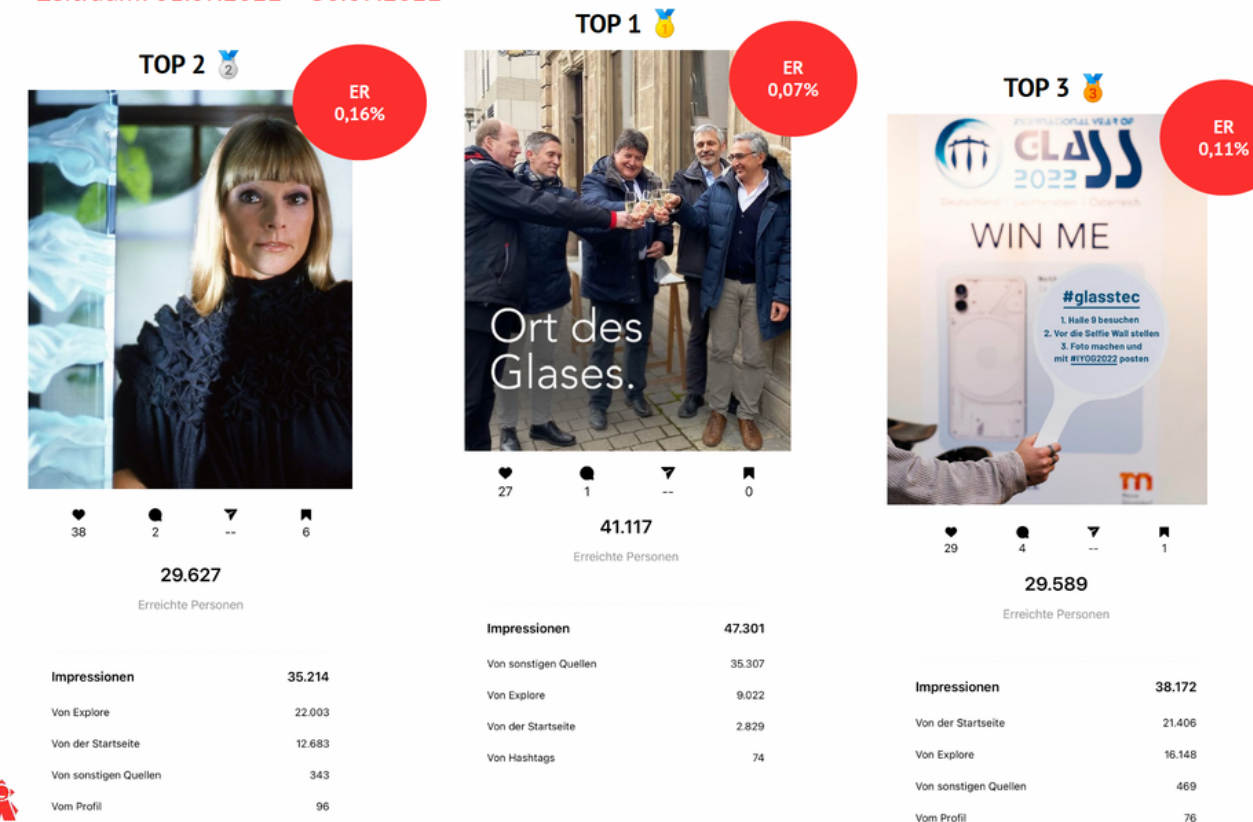 TOP 2
ER
0,16%
38
2
--
6
29.627
Erreichte Personen
Impressionen 35.214
Von Explore 22.003
Von der Startseite 12.683
Von sonstigen Quellen 343
Vom Profil 96
TOP 1
ER
0,07%
Ort des
Glases.
27
1
--
0
41.117
Erreichte Personen
Impressionen 47.301
Von sonstigen Quellen 35.307
Von Explore 9.022
Von der Startseite 2.829
Von Hashtags 74
TOP 3
ER
0,11%
INTERNATIONAL YEAR OF
GLASS
2022
Deutschland Liechtenstein Österreich
WIN ME
#glasstec
1. Halle 9 besuchen
2. Vor die Selfie Wall stellen
3. Foto machen und
mit #IYOG2022 posten
29
4
--
1
29.589
Erreichte Personen
Impressionen 38.172
Von der Startseite 21.406
Von Explore 16.148
Von sonstigen Quellen 469
Vom Profil 76